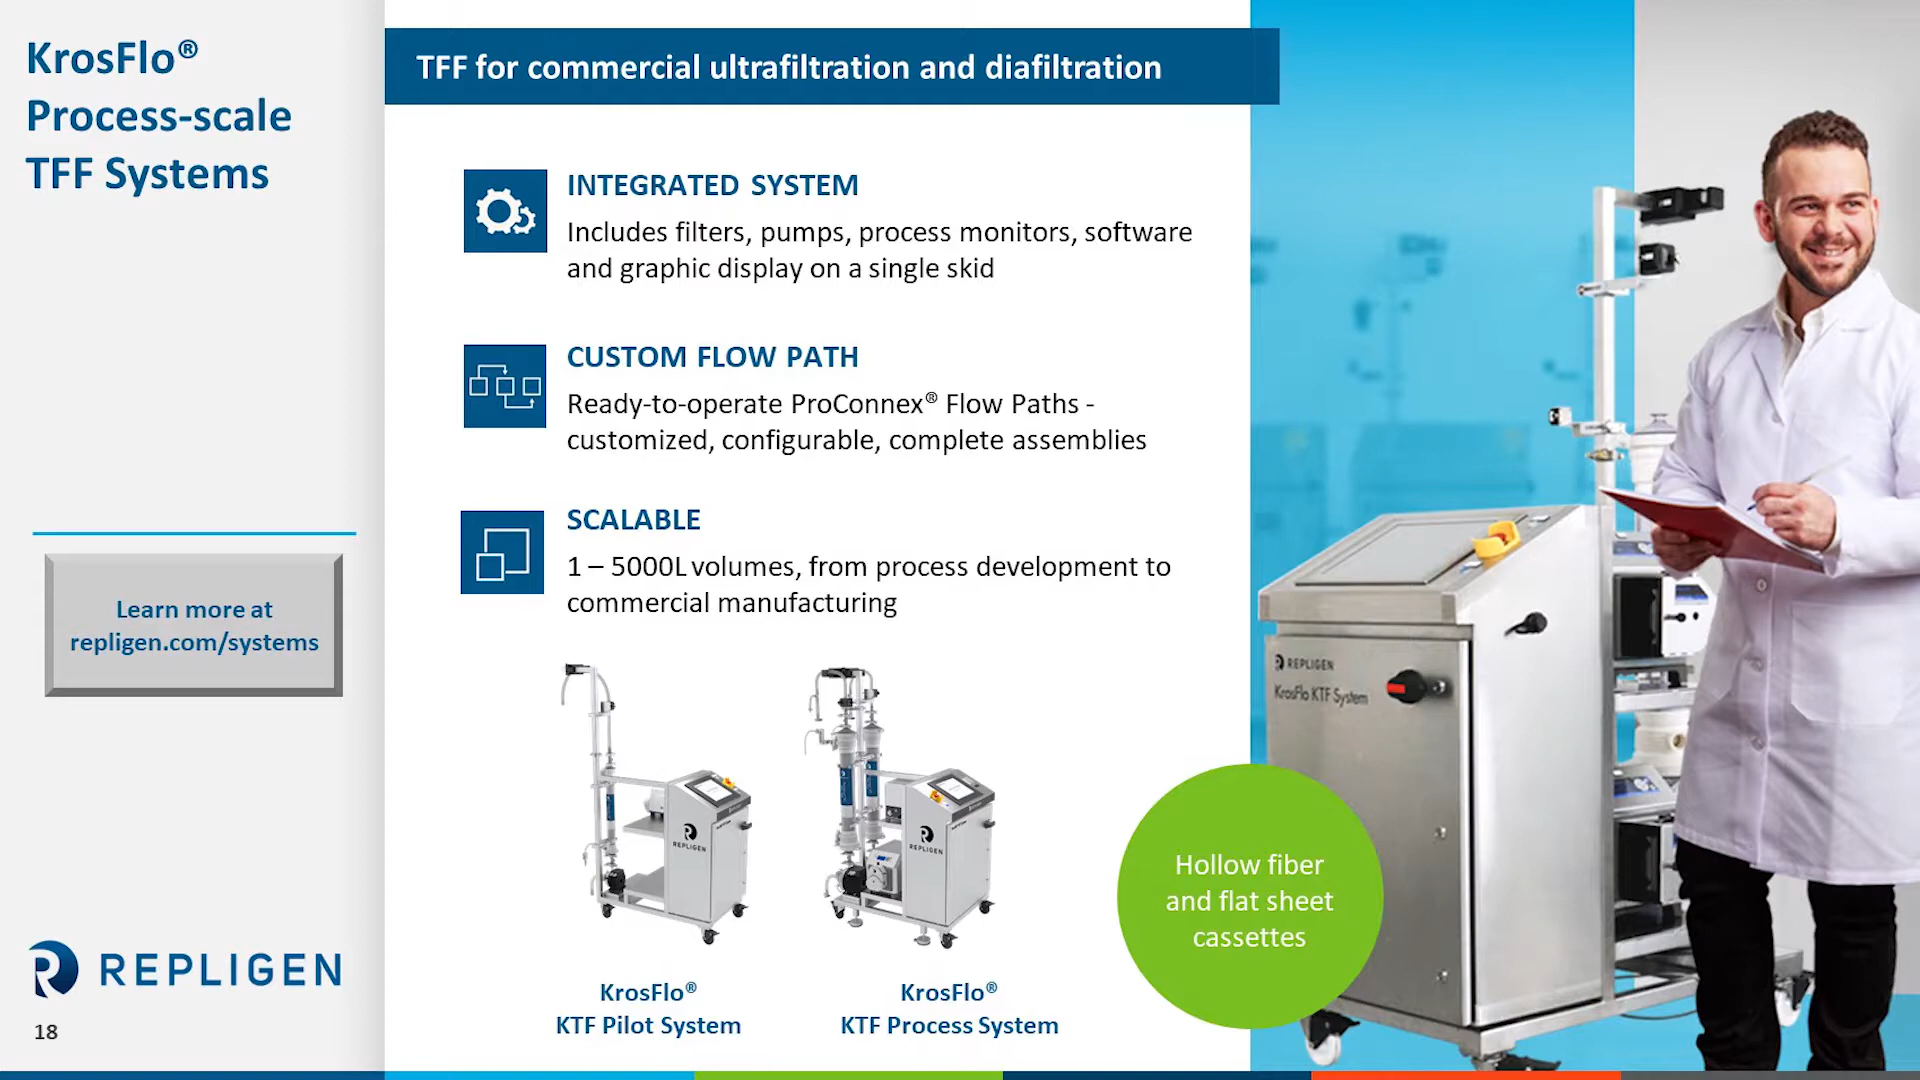 KrosFlo®
Process-scale
TFF Systems
TFF for commercial ultrafiltration and diafiltration
INTEGRATED SYSTEM
Includes filters, pumps, process monitors, software
and graphic display on a single skid
CUSTOM FLOW PATH
Ready-to-operate ProConnex® Flow Paths -
customized, configurable, complete assemblies
SCALABLE
1 – 5000L volumes, from process development to
commercial manufacturing
Learn more at
repligen.com/systems
REPLIGEN
KrosFlo KTF System
REPLIGEN
REPLIGEN
Hollow fiber
and flat sheet
cassettes
KrosFlo®
KTF Pilot System
KrosFlo®
KTF Process System
REPLIGEN
18